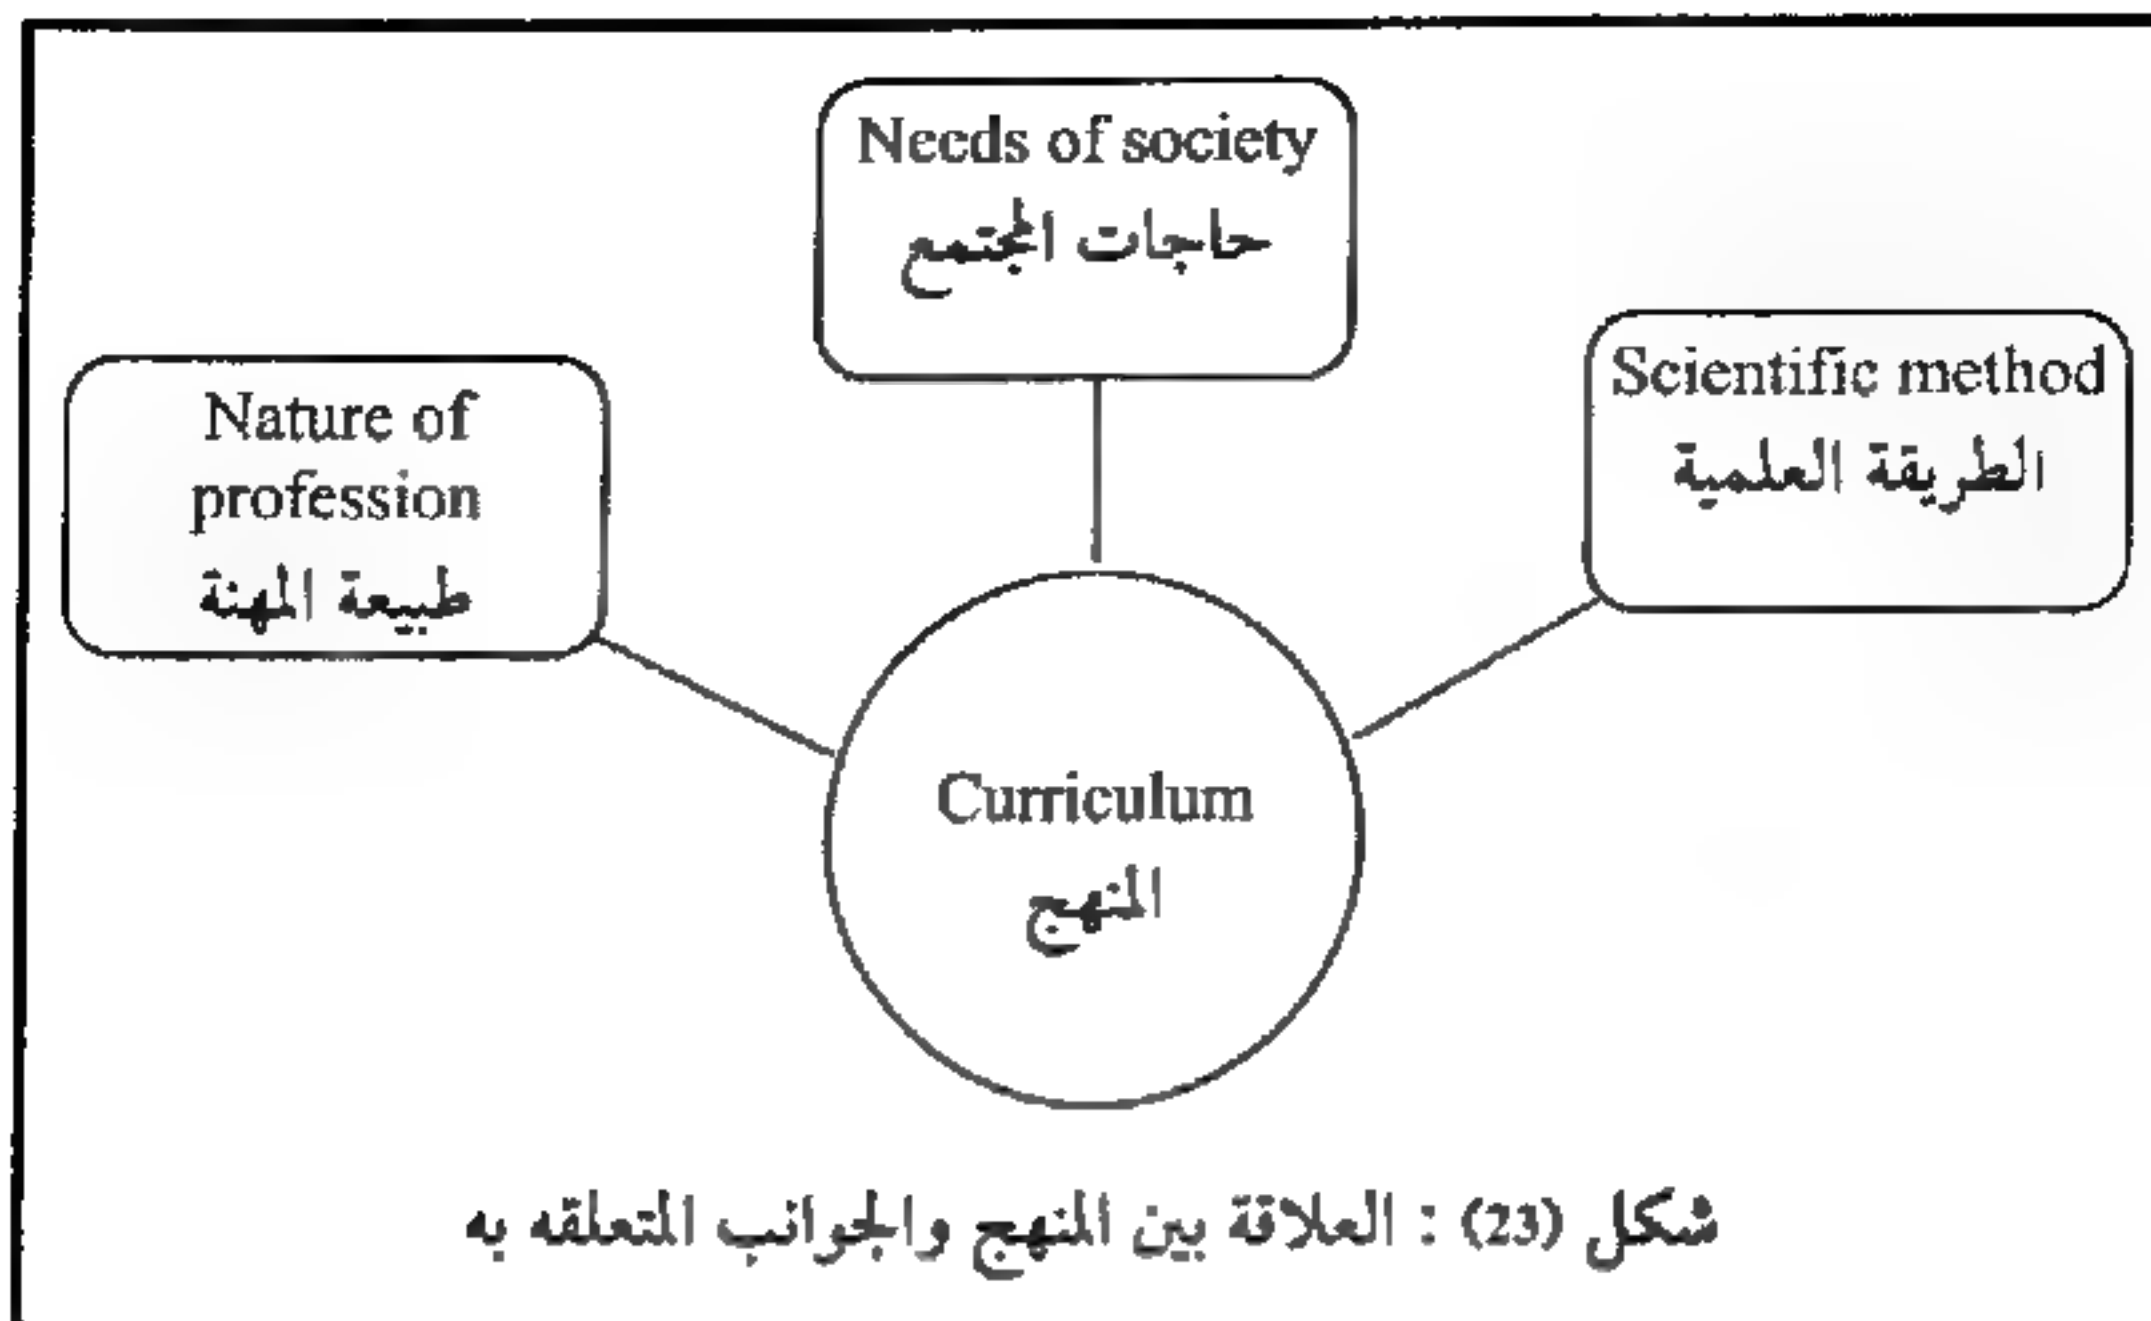 Needs of society
حاجات المجتمع
Scientific method
الطريقة العلمية
Nature of
profession
طبيعة المهنة
Curriculum
المنهج
شكل (23) : العلاقة بين المنهج والجوانب المتعلقه به